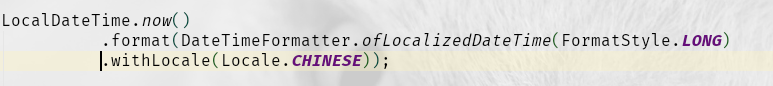 LocalDateTime.now()
.format(DateTimeFormatter.ofLocalizedDateTime(FormatStyle.LONG)
.withLocale(Locale.CHINESE));